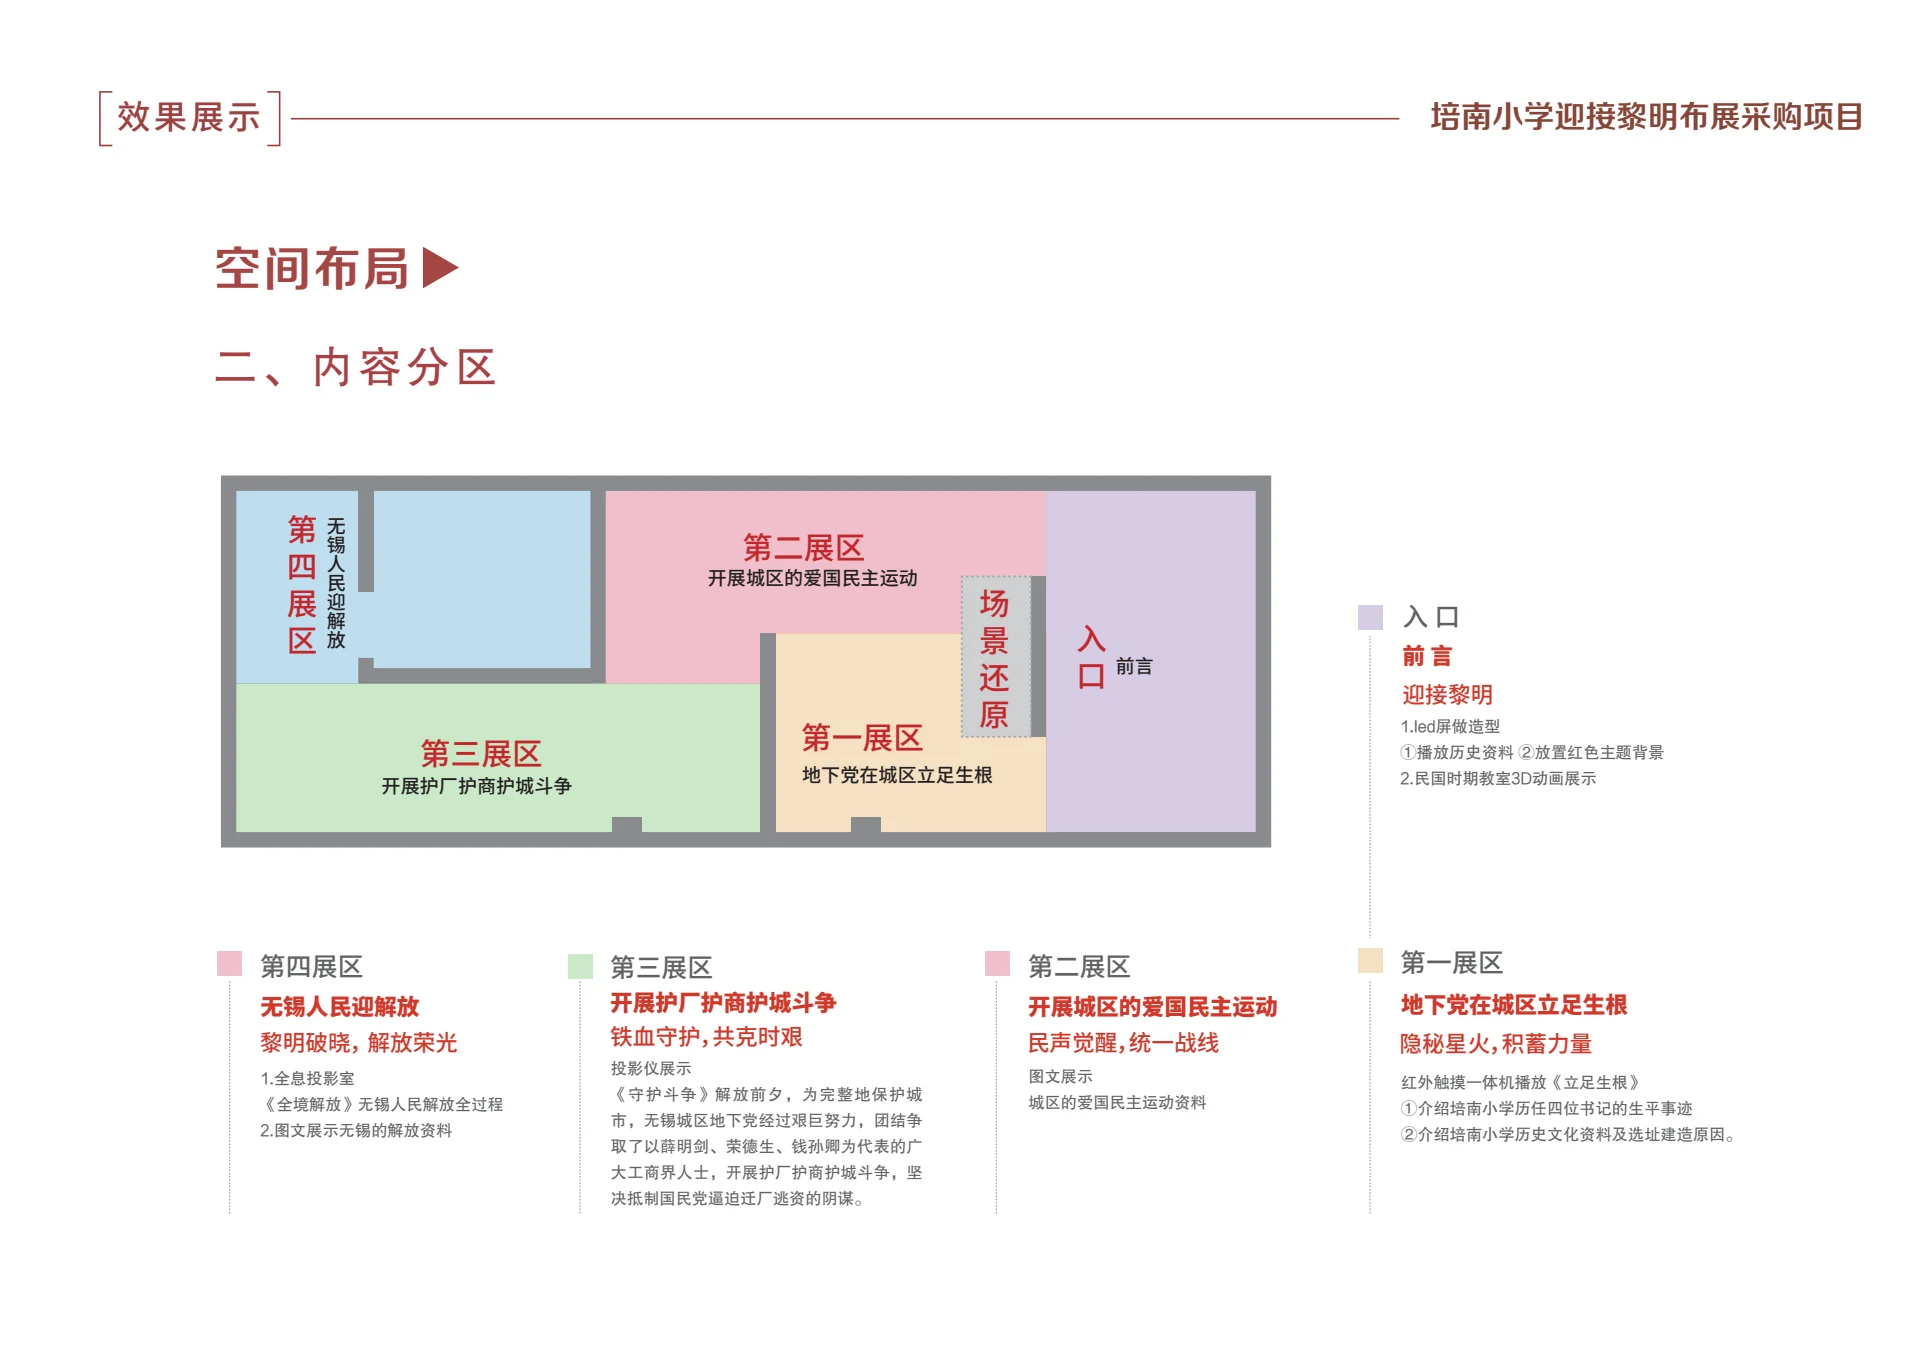 效果展示
培南小学迎接黎明布展采购项目
空间布局
二、内容分区
第四展区
无锡人民迎解放
第二展区
开展城区的爱国民主运动
场景还原
入口
前言
第三展区
开展护厂护商护城斗争
第一展区
地下党在城区立足生根
入口
前言
迎接黎明
1.led屏做造型
①播放历史资料 ②放置红色主题背景
2.民国时期教室3D动画展示
第四展区
无锡人民迎解放
黎明破晓，解放荣光
1.全息投影室
《全境解放》无锡人民解放全过程
2.图文展示无锡的解放资料
第三展区
开展护厂护商护城斗争
铁血守护，共克时艰
投影仪展示
《守护斗争》解放前夕，为完整地保护城
市，无锡城区地下党经过艰巨努力，团结争
取了以薛明剑、荣德生、钱孙卿为代表的广
大工商界人士，开展护厂护商护城斗争，坚
决抵制国民党逼迫迁厂逃资的阴谋。
第二展区
开展城区的爱国民主运动
民声觉醒，统一战线
图文展示
城区的爱国民主运动资料
第一展区
地下党在城区立足生根
隐秘星火，积蓄力量
红外触摸一体机播放《立足生根》
①介绍培南小学历任四位书记的生平事迹
②介绍培南小学历史文化资料及选址建造原因。